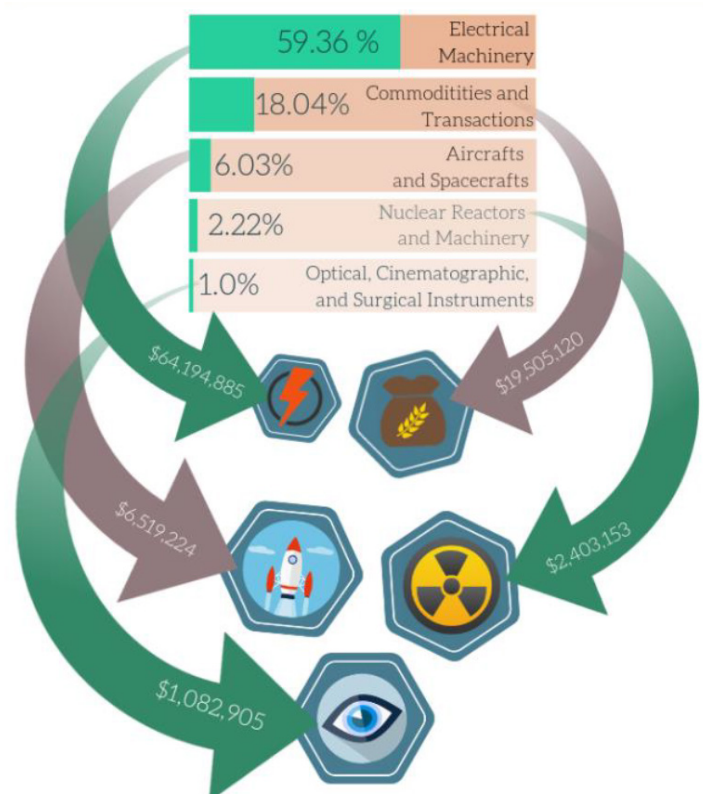 59.36 %
Electrical
Machinery
18.04%
Commoditities and
Transactions
6.03%
Aircrafts
and Spacecrafts
2.22%
Nuclear Reactors
and Machinery
1.0%
Optical, Cinematographic,
and Surgical Instruments
$64,194,885
$19,505,120
$6,519,224
$2,403,153
$1,082,905